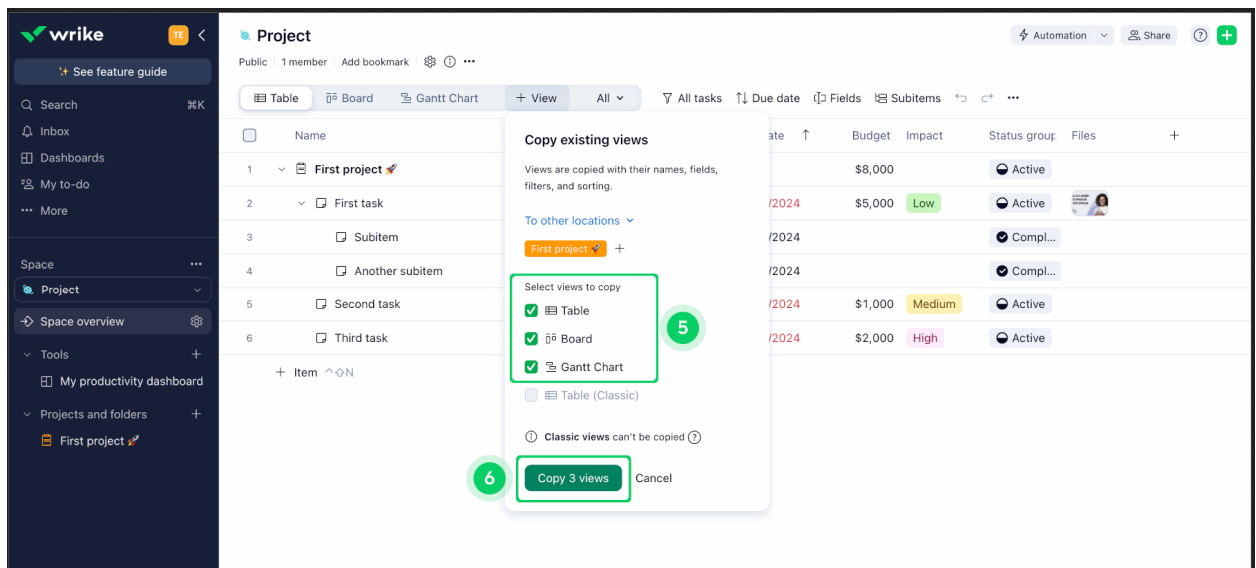 wrike
TE
See feature guide
Search ⌘K
Inbox
Dashboards
My to-do
More
Space
Project
Space overview
Tools
My productivity dashboard
Projects and folders
First project 🚀
Project
Automation
Share
Public 1 member Add bookmark
Table Board Gantt Chart + View All All tasks Due date Fields Subitems
Name ate ↑ Budget Impact Status group Files +
1 First project 🚀 $8,000 Active
2 First task /2024 $5,000 Low Active
3 Subitem /2024 Compl...
4 Another subitem /2024 Compl...
5 Second task /2024 $1,000 Medium Active
6 Third task /2024 $2,000 High Active
+ Item ^⇧N
Copy existing views
Views are copied with their names, fields,
filters, and sorting.
To other locations
First project 🚀 +
Select views to copy
Table
Board
Gantt Chart
5
Table (Classic)
Classic views can't be copied ?
6
Copy 3 views Cancel